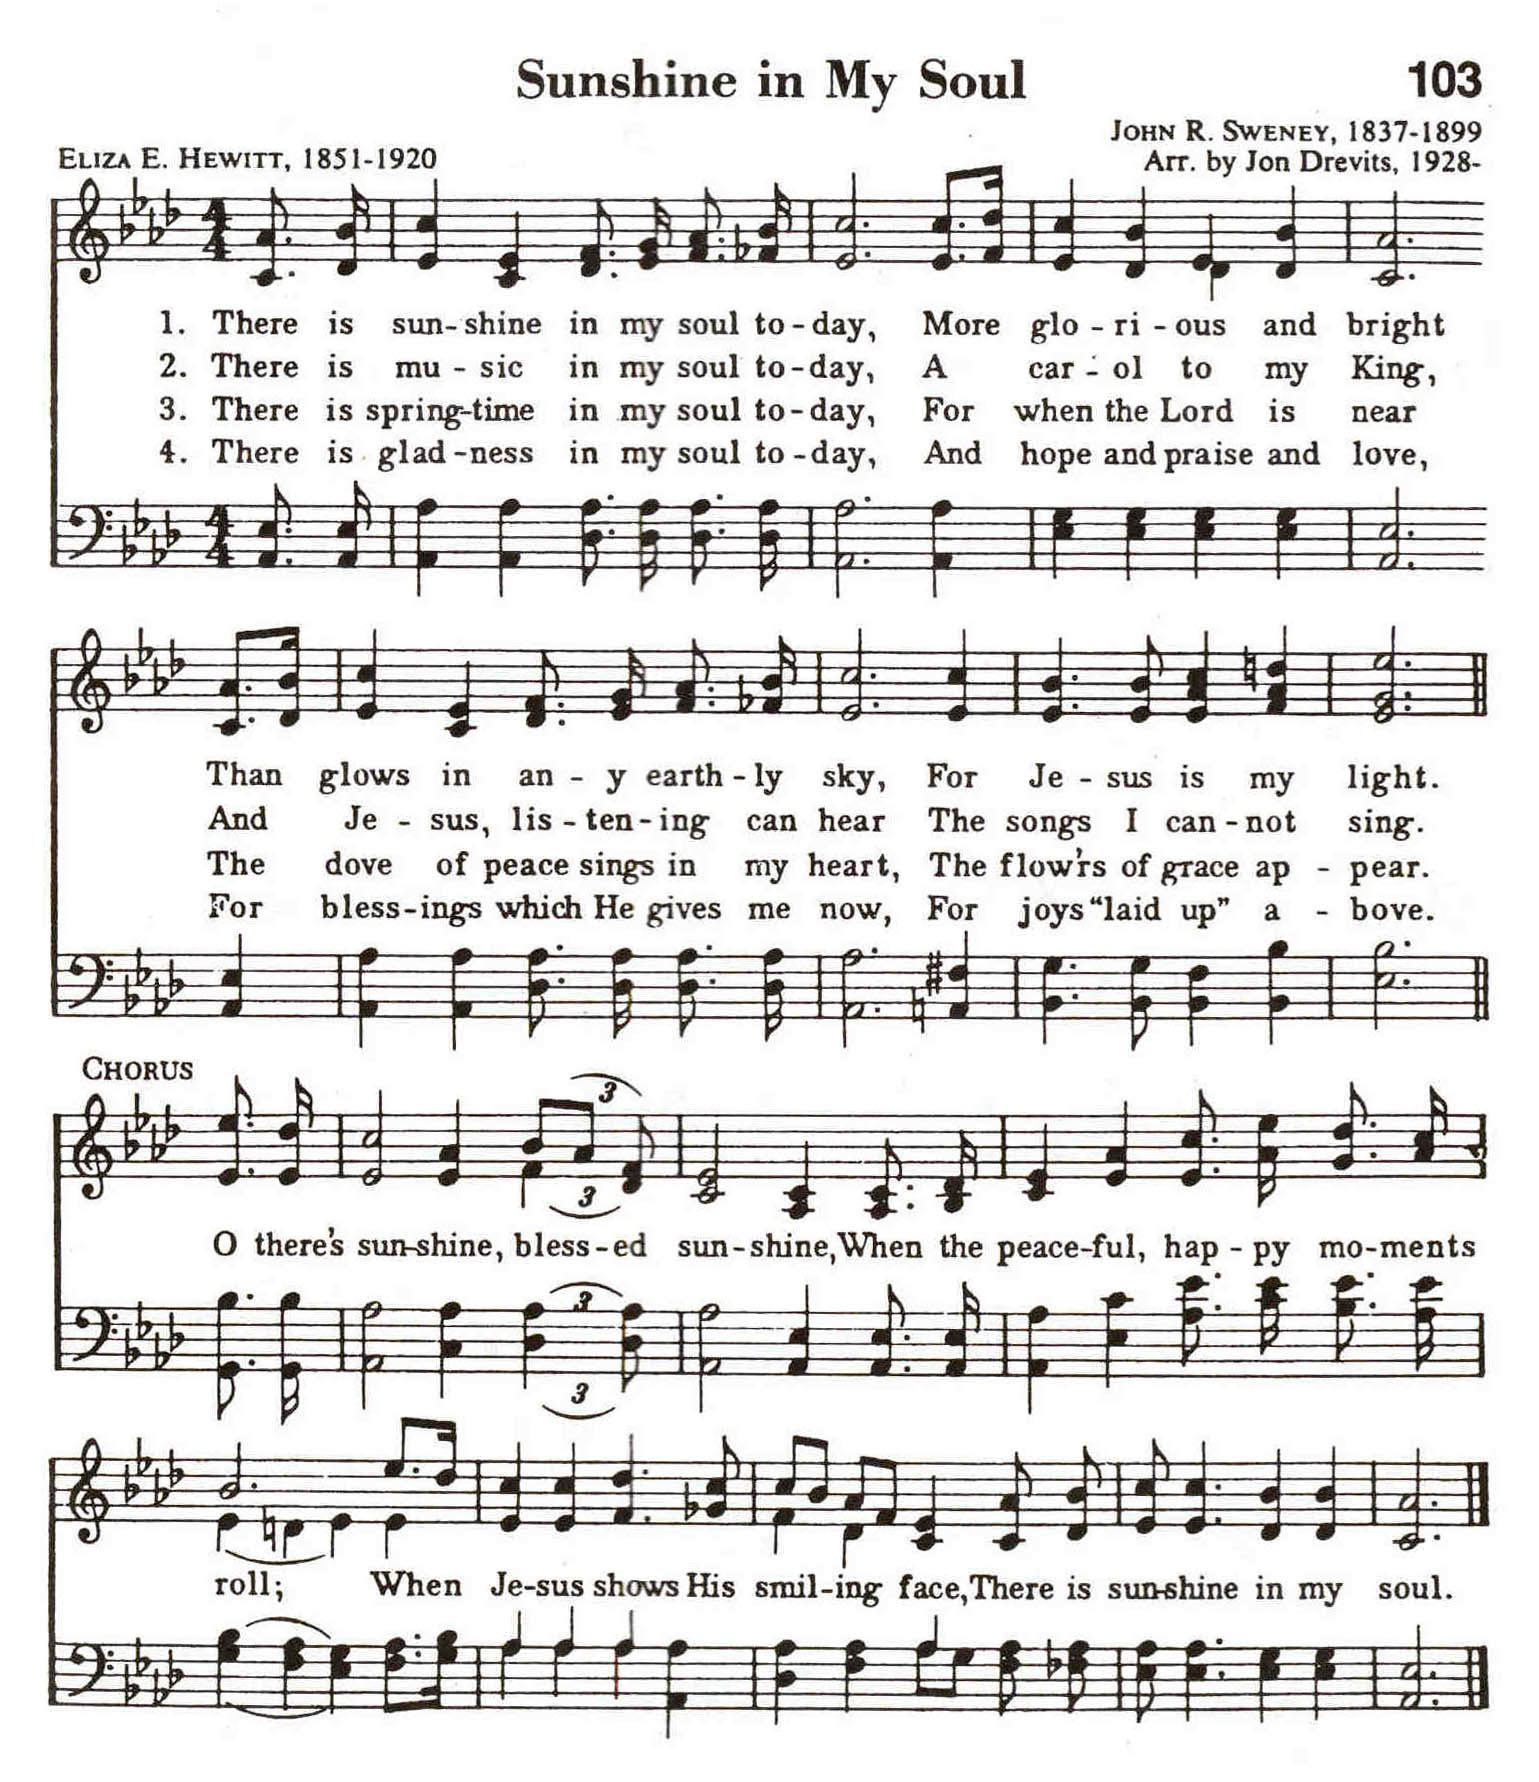 Sunshine in My Soul 103
JOHN R. SWENEY, 1837-1899
ELIZA E. HEWITT, 1851-1920 Arr. by Jon Drevits, 1928-
1. There is sun-shine in my soul to-day, More glo-ri-ous and bright
2. There is mu-sic in my soul to-day, A car-ol to my King,
3. There is spring-time in my soul to-day, For when the Lord is near
4. There is glad-ness in my soul to-day, And hope and praise and love,
Than glows in an-y earth-ly sky, For Je-sus is my light.
And Je-sus, lis-ten-ing can hear The songs I can-not sing.
The dove of peace sings in my heart, The flow'rs of grace ap-pear.
For bless-ings which He gives me now, For joys "laid up" a-bove.
CHORUS
3
3
O there's sun-shine, bless-ed sun-shine, When the peace-ful, hap-py mo-ments
3
3
roll; When Je-sus shows His smil-ing face, There is sun-shine in my soul.